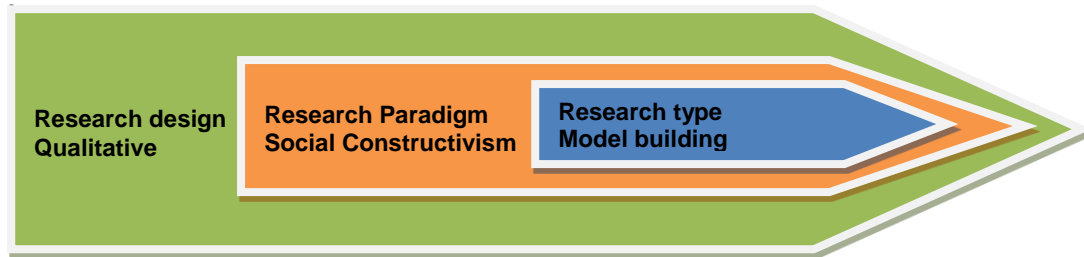 Research design
Qualitative
Research Paradigm
Social Constructivism
Research type
Model building